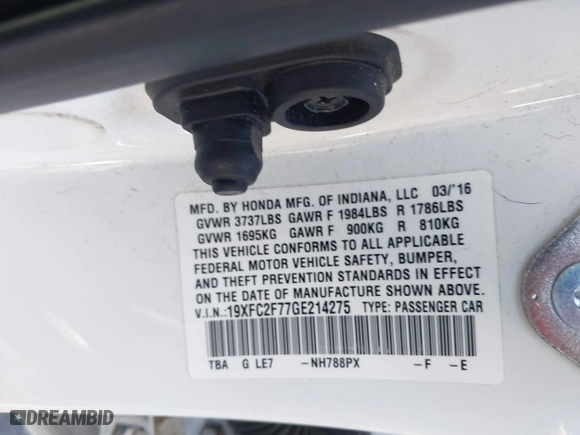 MFD. BY HONDA MFG. OF INDIANA, LLC 03/'16
GVWR 3737LBS GAWR F 1984LBS R 1786LBS
GVWR 1695KG GAWR F 900KG R 810KG
THIS VEHICLE CONFORMS TO ALL APPLICABLE
FEDERAL MOTOR VEHICLE SAFETY, BUMPER,
AND THEFT PREVENTION STANDARDS IN EFFECT
ON THE DATE OF MANUFACTURE SHOWN ABOVE.
V.I.N.:19XFC2F77GE214275 TYPE: PASSENGER CAR
TBA G LE7 -NH788PX -F -E
DREAMBID